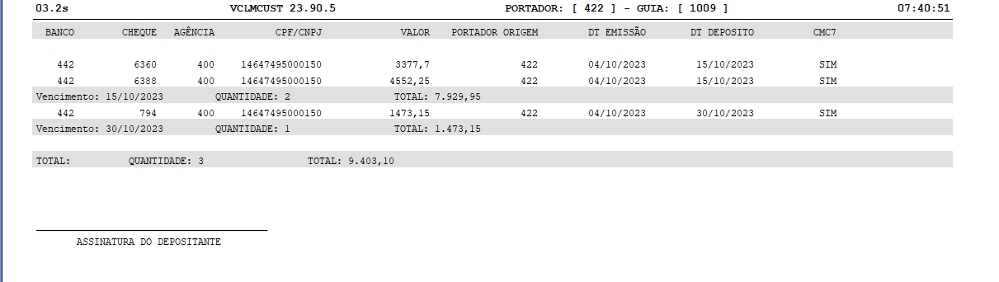 03.2s VCLMCUST 23.90.5 PORTADOR: [ 422 ] - GUIA: [ 1009 ] 07:40:51
BANCO CHEQUE AGÊNCIA CPF/CNPJ VALOR PORTADOR ORIGEM DT EMISSÃO DT DEPOSITO CMC7
442 6360 400 14647495000150 3377,7 422 04/10/2023 15/10/2023 SIM
442 6388 400 14647495000150 4552,25 422 04/10/2023 15/10/2023 SIM
Vencimento: 15/10/2023 QUANTIDADE: 2 TOTAL: 7.929,95
442 794 400 14647495000150 1473,15 422 04/10/2023 30/10/2023 SIM
Vencimento: 30/10/2023 QUANTIDADE: 1 TOTAL: 1.473,15
TOTAL: QUANTIDADE: 3 TOTAL: 9.403,10
ASSINATURA DO DEPOSITANTE